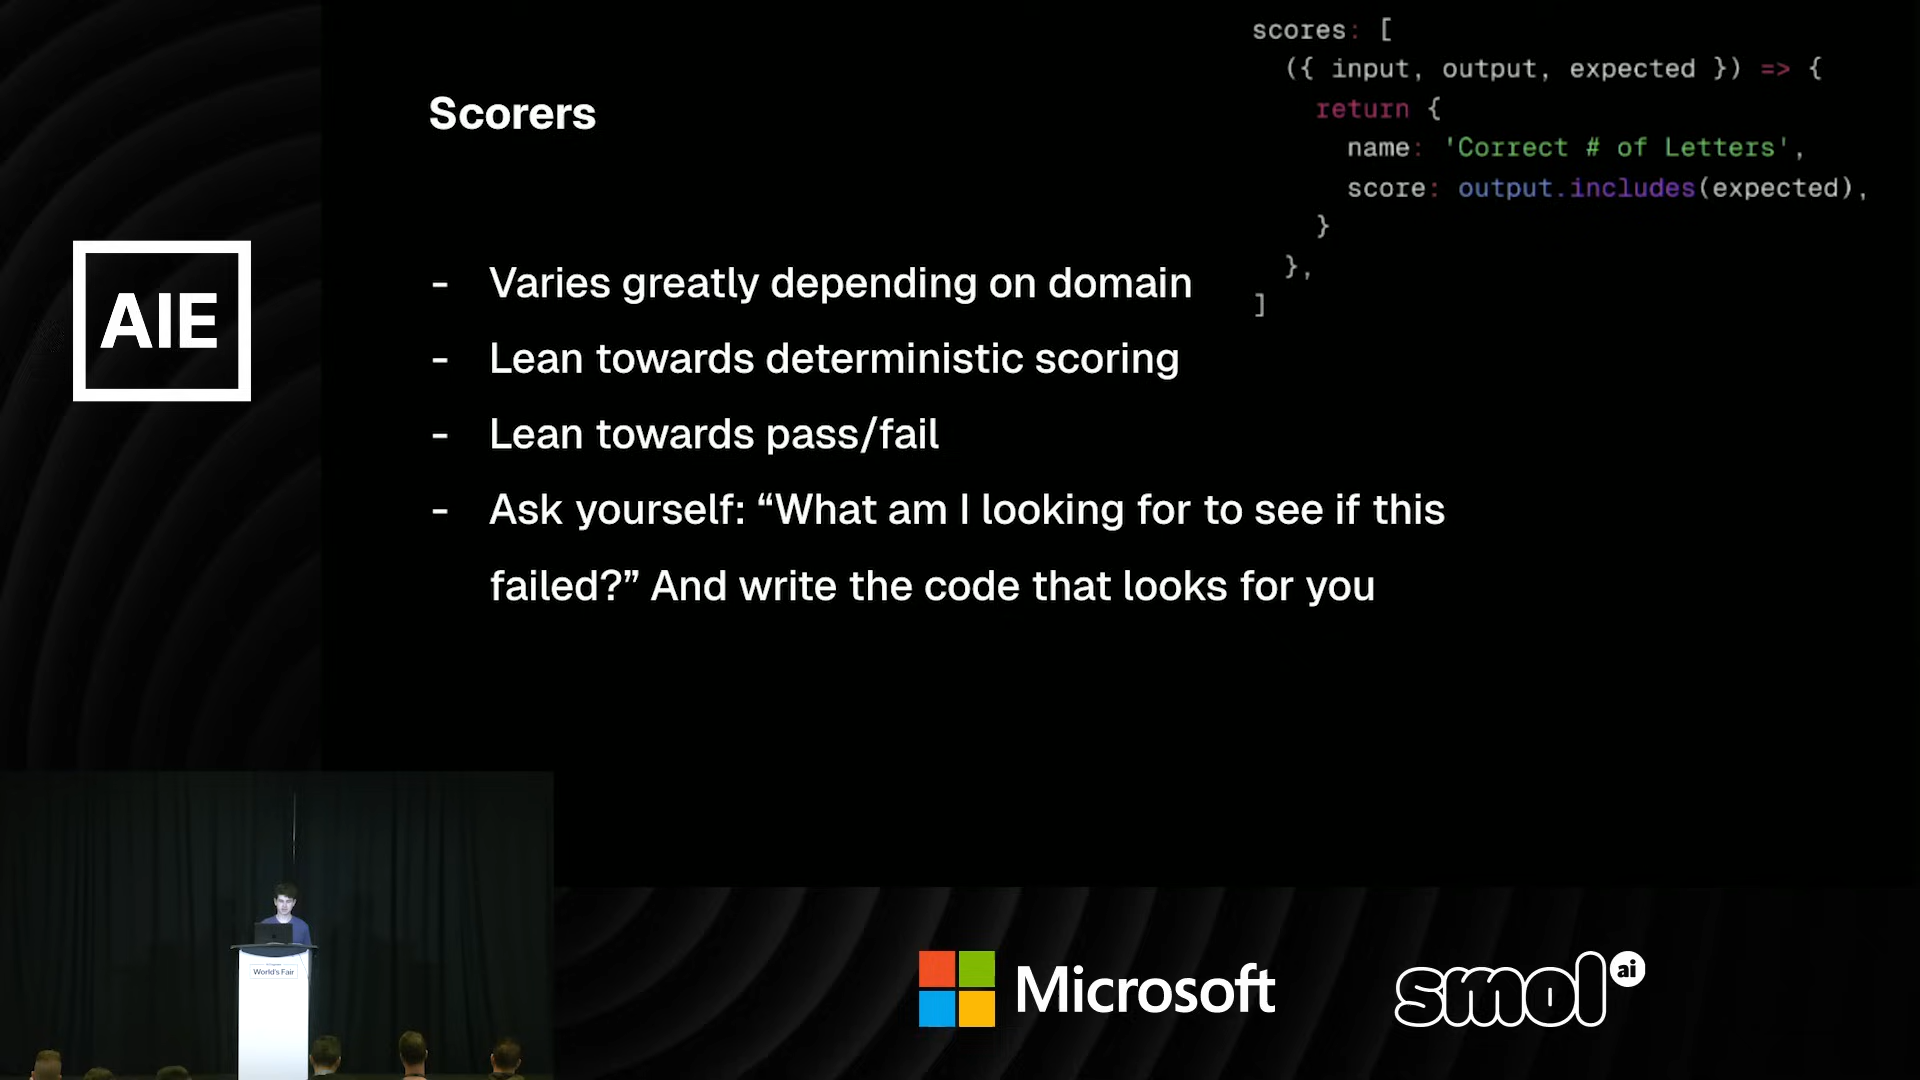 scores: [
({ input, output, expected }) => {
return {
name: 'Correct # of Letters',
score: output.includes(expected),
}
},
]
Scorers
- Varies greatly depending on domain
- Lean towards deterministic scoring
- Lean towards pass/fail
- Ask yourself: “What am I looking for to see if this
failed?” And write the code that looks for you
AIE
World's Fair
Microsoft
smol ai